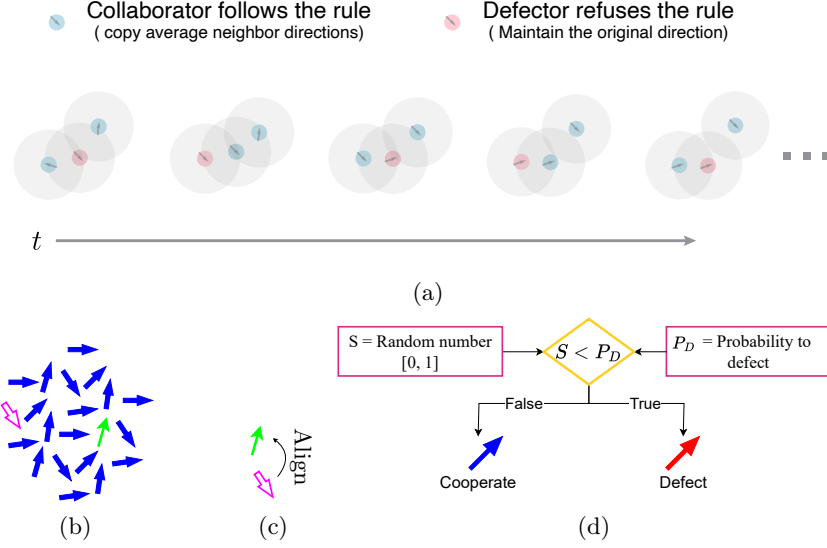 Collaborator follows the rule
( copy average neighbor directions)
Defector refuses the rule
( Maintain the original direction)
t
(a)
S = Random number
[0, 1]
S < P_D
P_D = Probability to
defect
False
True
Align
Cooperate
Defect
(b)
(c)
(d)